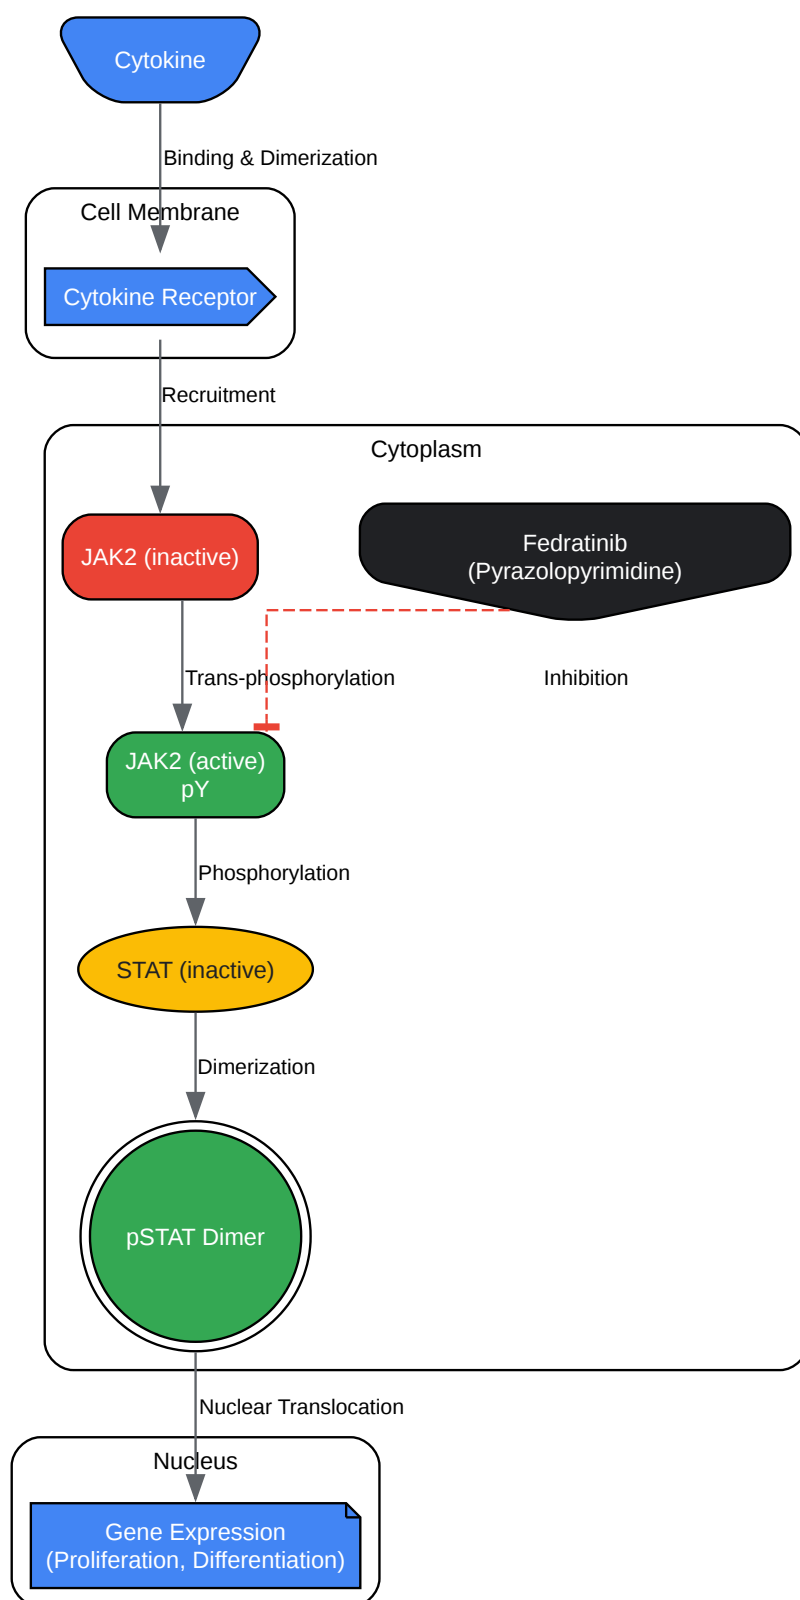 Cytokine
Binding & Dimerization
Cell Membrane
Cytokine Receptor
Recruitment
Cytoplasm
JAK2 (inactive)
Fedratinib
(Pyrazolopyrimidine)
Trans-phosphorylation
Inhibition
JAK2 (active)
pY
Phosphorylation
STAT (inactive)
Dimerization
pSTAT Dimer
Nuclear Translocation
Nucleus
Gene Expression
(Proliferation, Differentiation)